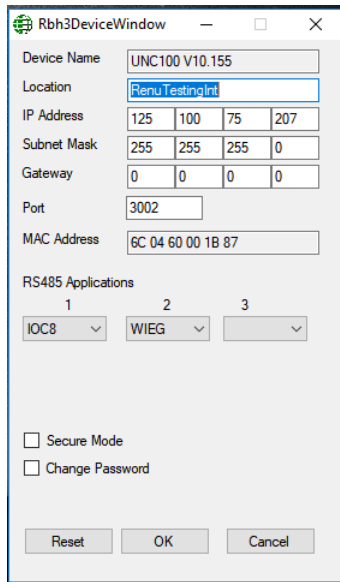 Rbh3DeviceWindow
Device Name UNC100 V10.155
Location RenuTestingInt
IP Address 125 100 75 207
Subnet Mask 255 255 255 0
Gateway 0 0 0 0
Port 3002
MAC Address 6C 04 60 00 1B 87
RS485 Applications
1 2 3
IOC8 WIEG
Secure Mode
Change Password
Reset OK Cancel